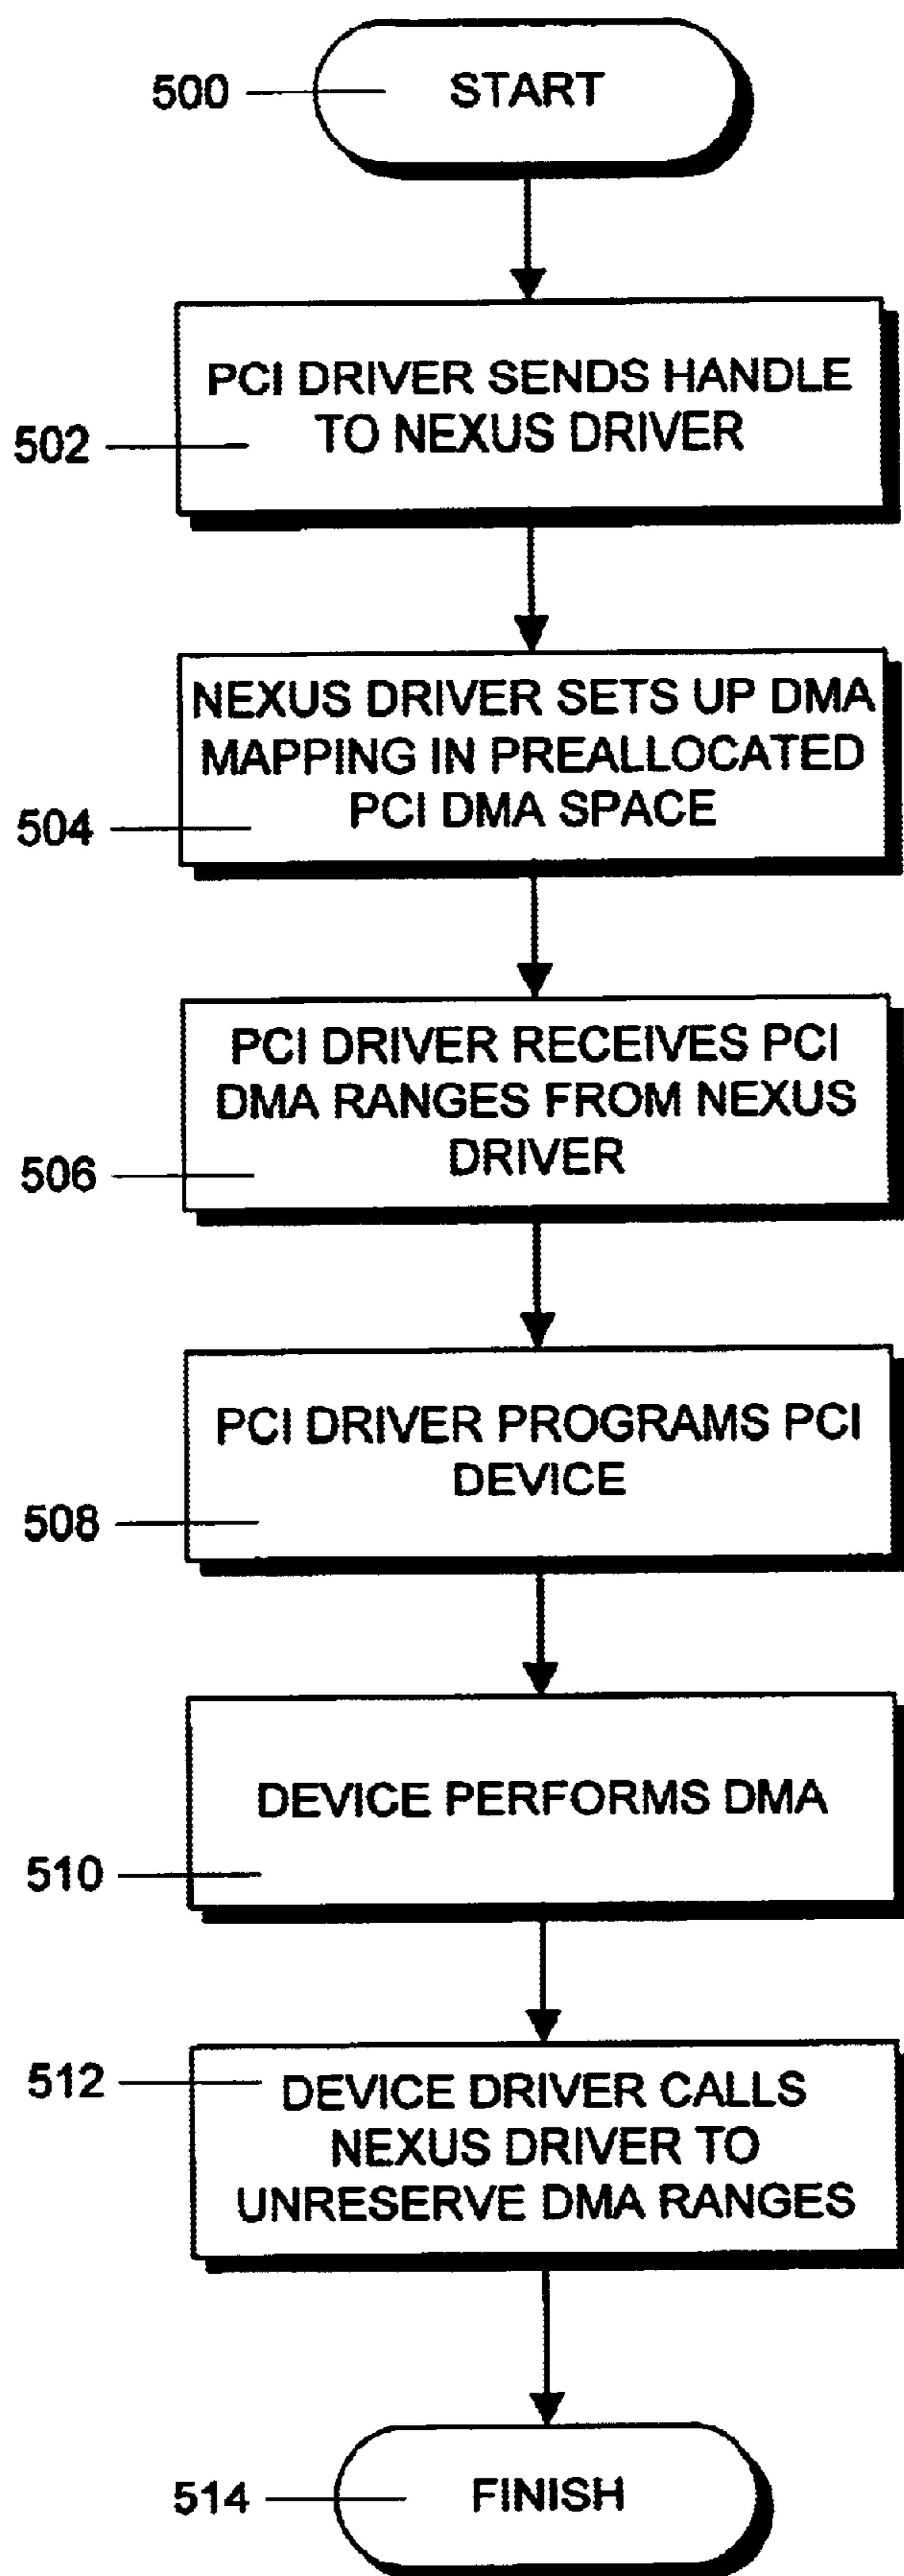 500
START
PCI DRIVER SENDS HANDLE
TO NEXUS DRIVER
502
NEXUS DRIVER SETS UP DMA
MAPPING IN PREALLOCATED
PCI DMA SPACE
504
PCI DRIVER RECEIVES PCI
DMA RANGES FROM NEXUS
DRIVER
506
PCI DRIVER PROGRAMS PCI
DEVICE
508
DEVICE PERFORMS DMA
510
512
DEVICE DRIVER CALLS
NEXUS DRIVER TO
UNRESERVE DMA RANGES
514
FINISH